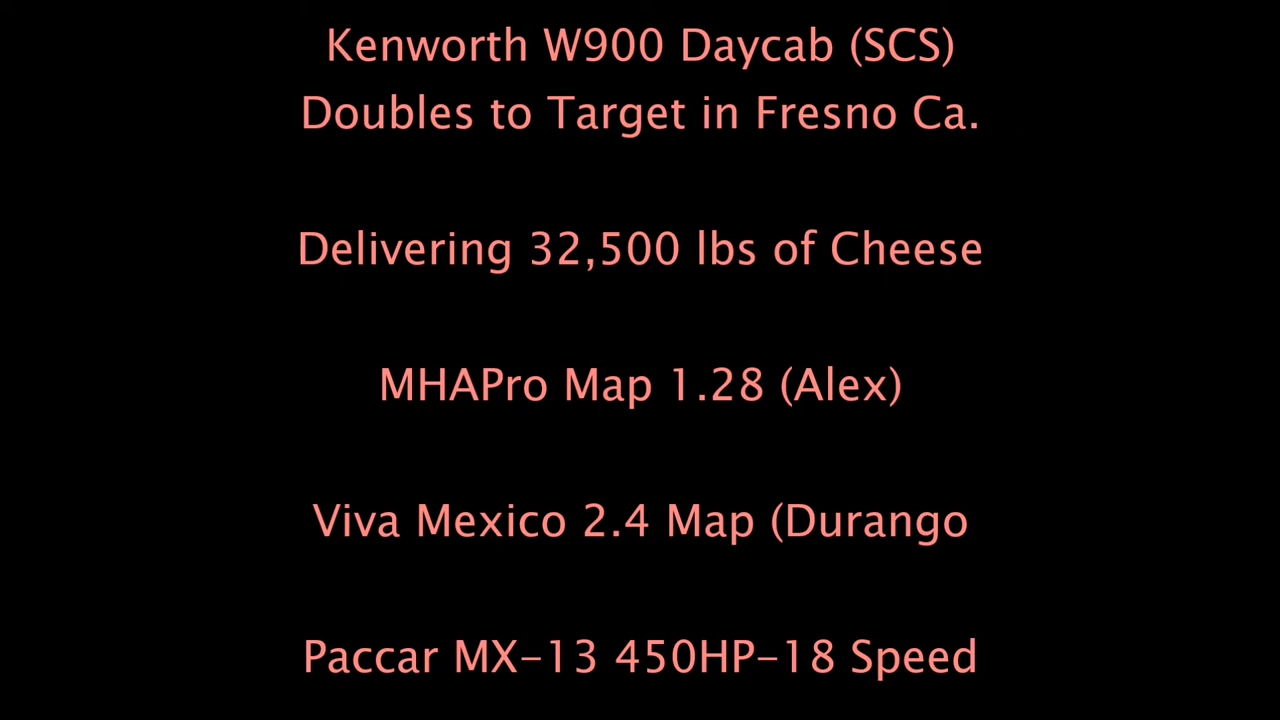 Kenworth W900 Daycab (SCS)
Doubles to Target in Fresno Ca.
Delivering 32,500 lbs of Cheese
MHAPro Map 1.28 (Alex)
Viva Mexico 2.4 Map (Durango
Paccar MX-13 450HP-18 Speed